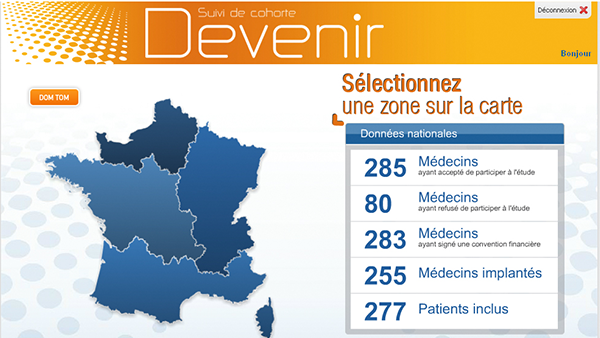 Suivi de cohorte
Devenir
Déconnexion
Bonjour
DOM TOM
Sélectionnez
une zone sur la carte
Données nationales
285 Médecins
ayant accepté de participer à l'étude
80 Médecins
ayant refusé de participer à l'étude
283 Médecins
ayant signé une convention financière
255 Médecins implantés
277 Patients inclus